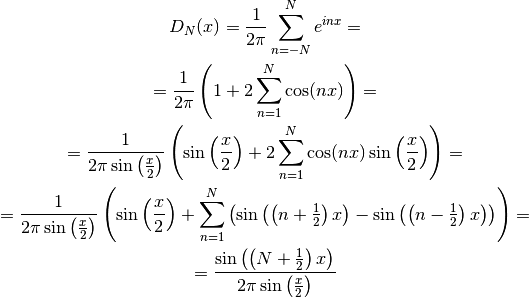 $D_N(x) = \frac{1}{2\pi} \sum_{n=-N}^{N} e^{inx} =$
$= \frac{1}{2\pi} \left( 1 + 2 \sum_{n=1}^{N} \cos(nx) \right) =$
$= \frac{1}{2\pi \sin\left(\frac{x}{2}\right)} \left( \sin\left(\frac{x}{2}\right) + 2 \sum_{n=1}^{N} \cos(nx) \sin\left(\frac{x}{2}\right) \right) =$
$= \frac{1}{2\pi \sin\left(\frac{x}{2}\right)} \left( \sin\left(\frac{x}{2}\right) + \sum_{n=1}^{N} \left( \sin\left(\left(n + \frac{1}{2}\right) x\right) - \sin\left(\left(n - \frac{1}{2}\right) x\right) \right) \right) =$
$= \frac{\sin\left(\left(N + \frac{1}{2}\right) x\right)}{2\pi \sin\left(\frac{x}{2}\right)}$